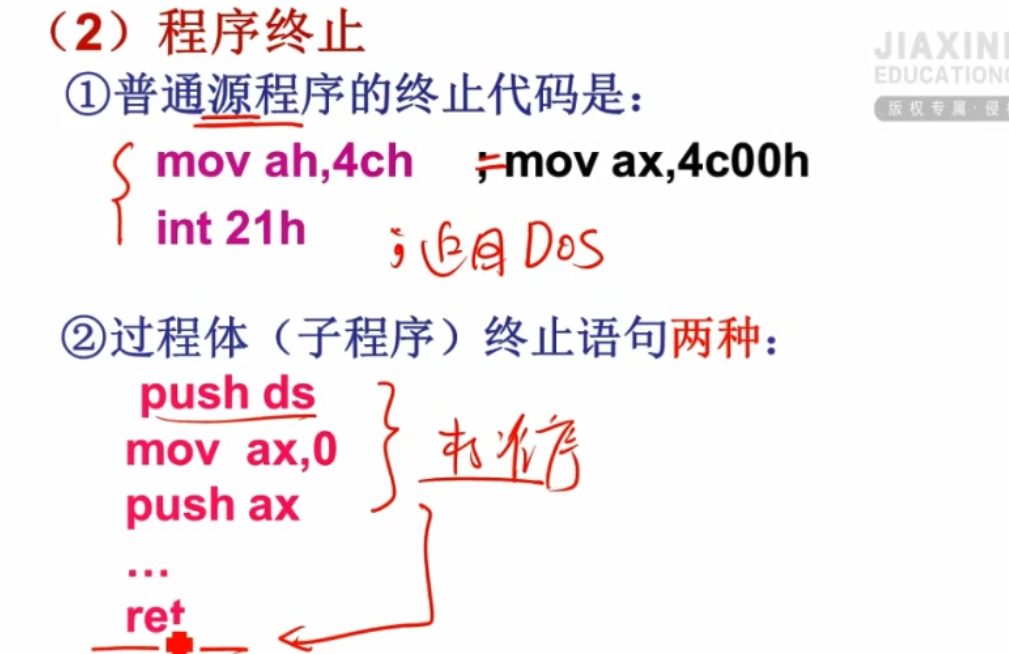 （2）程序终止
JIAXIN
EDUCATION
版权专属·侵
①普通源程序的终止代码是：
mov ah,4ch ;=mov ax,4c00h
int 21h ;返回DOS
②过程体（子程序）终止语句两种：
push ds
mov ax,0
push ax
标准序
…
ret